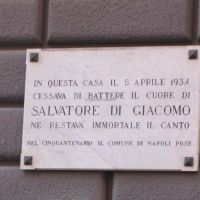 IN QUESTA CASA IL 5 APRILE 1934
CESSAVA DI BATTERE IL CUORE DI
SALVATORE DI GIACOMO
NE RESTAVA IMMORTALE IL CANTO
NEL CINQUANTENARIO IL COMUNE DI NAPOLI POSE